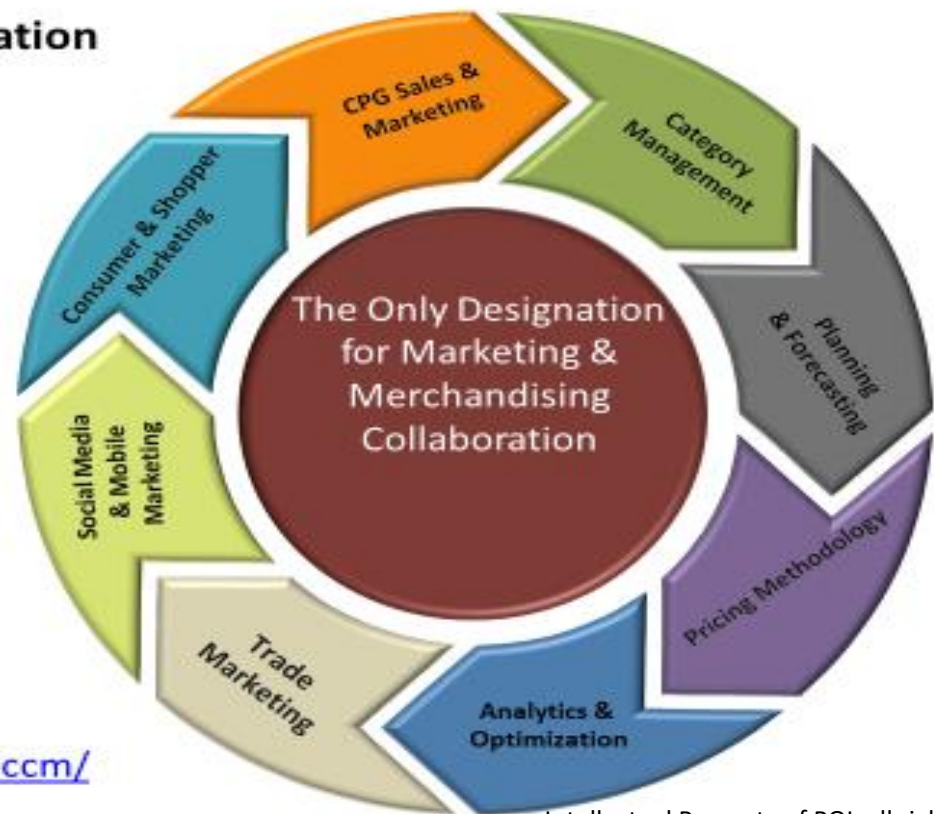 ation
CPG Sales &
Marketing
Category
Management
Planning
& Forecasting
Pricing Methodology
Analytics &
Optimization
Trade
Marketing
Social Media
& Mobile
Marketing
Consumer & Shopper
Marketing
The Only Designation
for Marketing &
Merchandising
Collaboration
ccm/